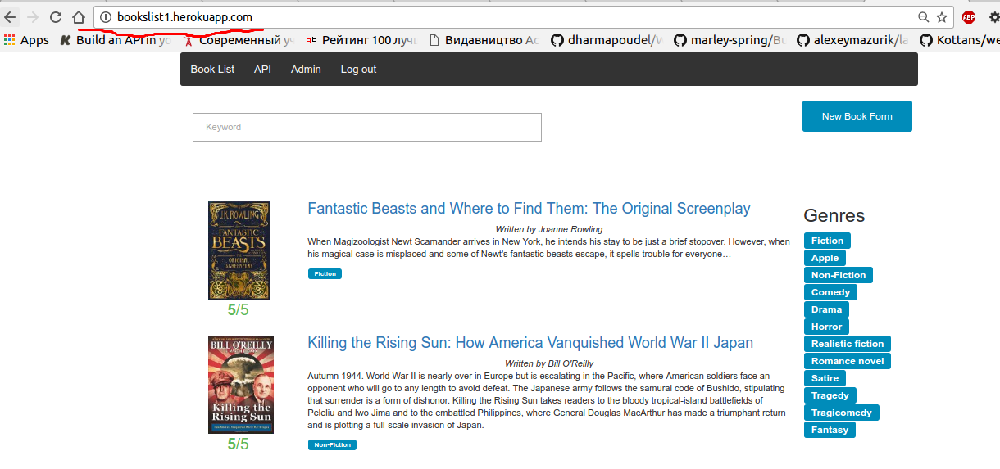 bookslist1.herokuapp.com
ABP
Apps
Build an API in yo
Современный уч
Рейтинг 100 луч
Видавництво Ас
dharmapoudel/W
marley-spring/Bu
alexeymazurik/la
Kottans/we
Book List API Admin Log out
Keyword
New Book Form
J.K. ROWLING
FANTASTIC
BEASTS
THE
ORIGINAL
SCREENPLAY
5/5
Fantastic Beasts and Where to Find Them: The Original Screenplay
Written by Joanne Rowling
When Magizoologist Newt Scamander arrives in New York, he intends his stay to be just a brief stopover. However, when
his magical case is misplaced and some of Newt's fantastic beasts escape, it spells trouble for everyone…
Fiction
BILL O'REILLY
Killing the
Rising Sun
5/5
Killing the Rising Sun: How America Vanquished World War II Japan
Written by Bill O'Reilly
Autumn 1944. World War II is nearly over in Europe but is escalating in the Pacific, where American soldiers face an
opponent who will go to any length to avoid defeat. The Japanese army follows the samurai code of Bushido, stipulating
that surrender is a form of dishonor. Killing the Rising Sun takes readers to the bloody tropical-island battlefields of
Peleliu and Iwo Jima and to the embattled Philippines, where General Douglas MacArthur has made a triumphant return
and is plotting a full-scale invasion of Japan.
Non-Fiction
Genres
Fiction
Apple
Non-Fiction
Comedy
Drama
Horror
Realistic fiction
Romance novel
Satire
Tragedy
Tragicomedy
Fantasy